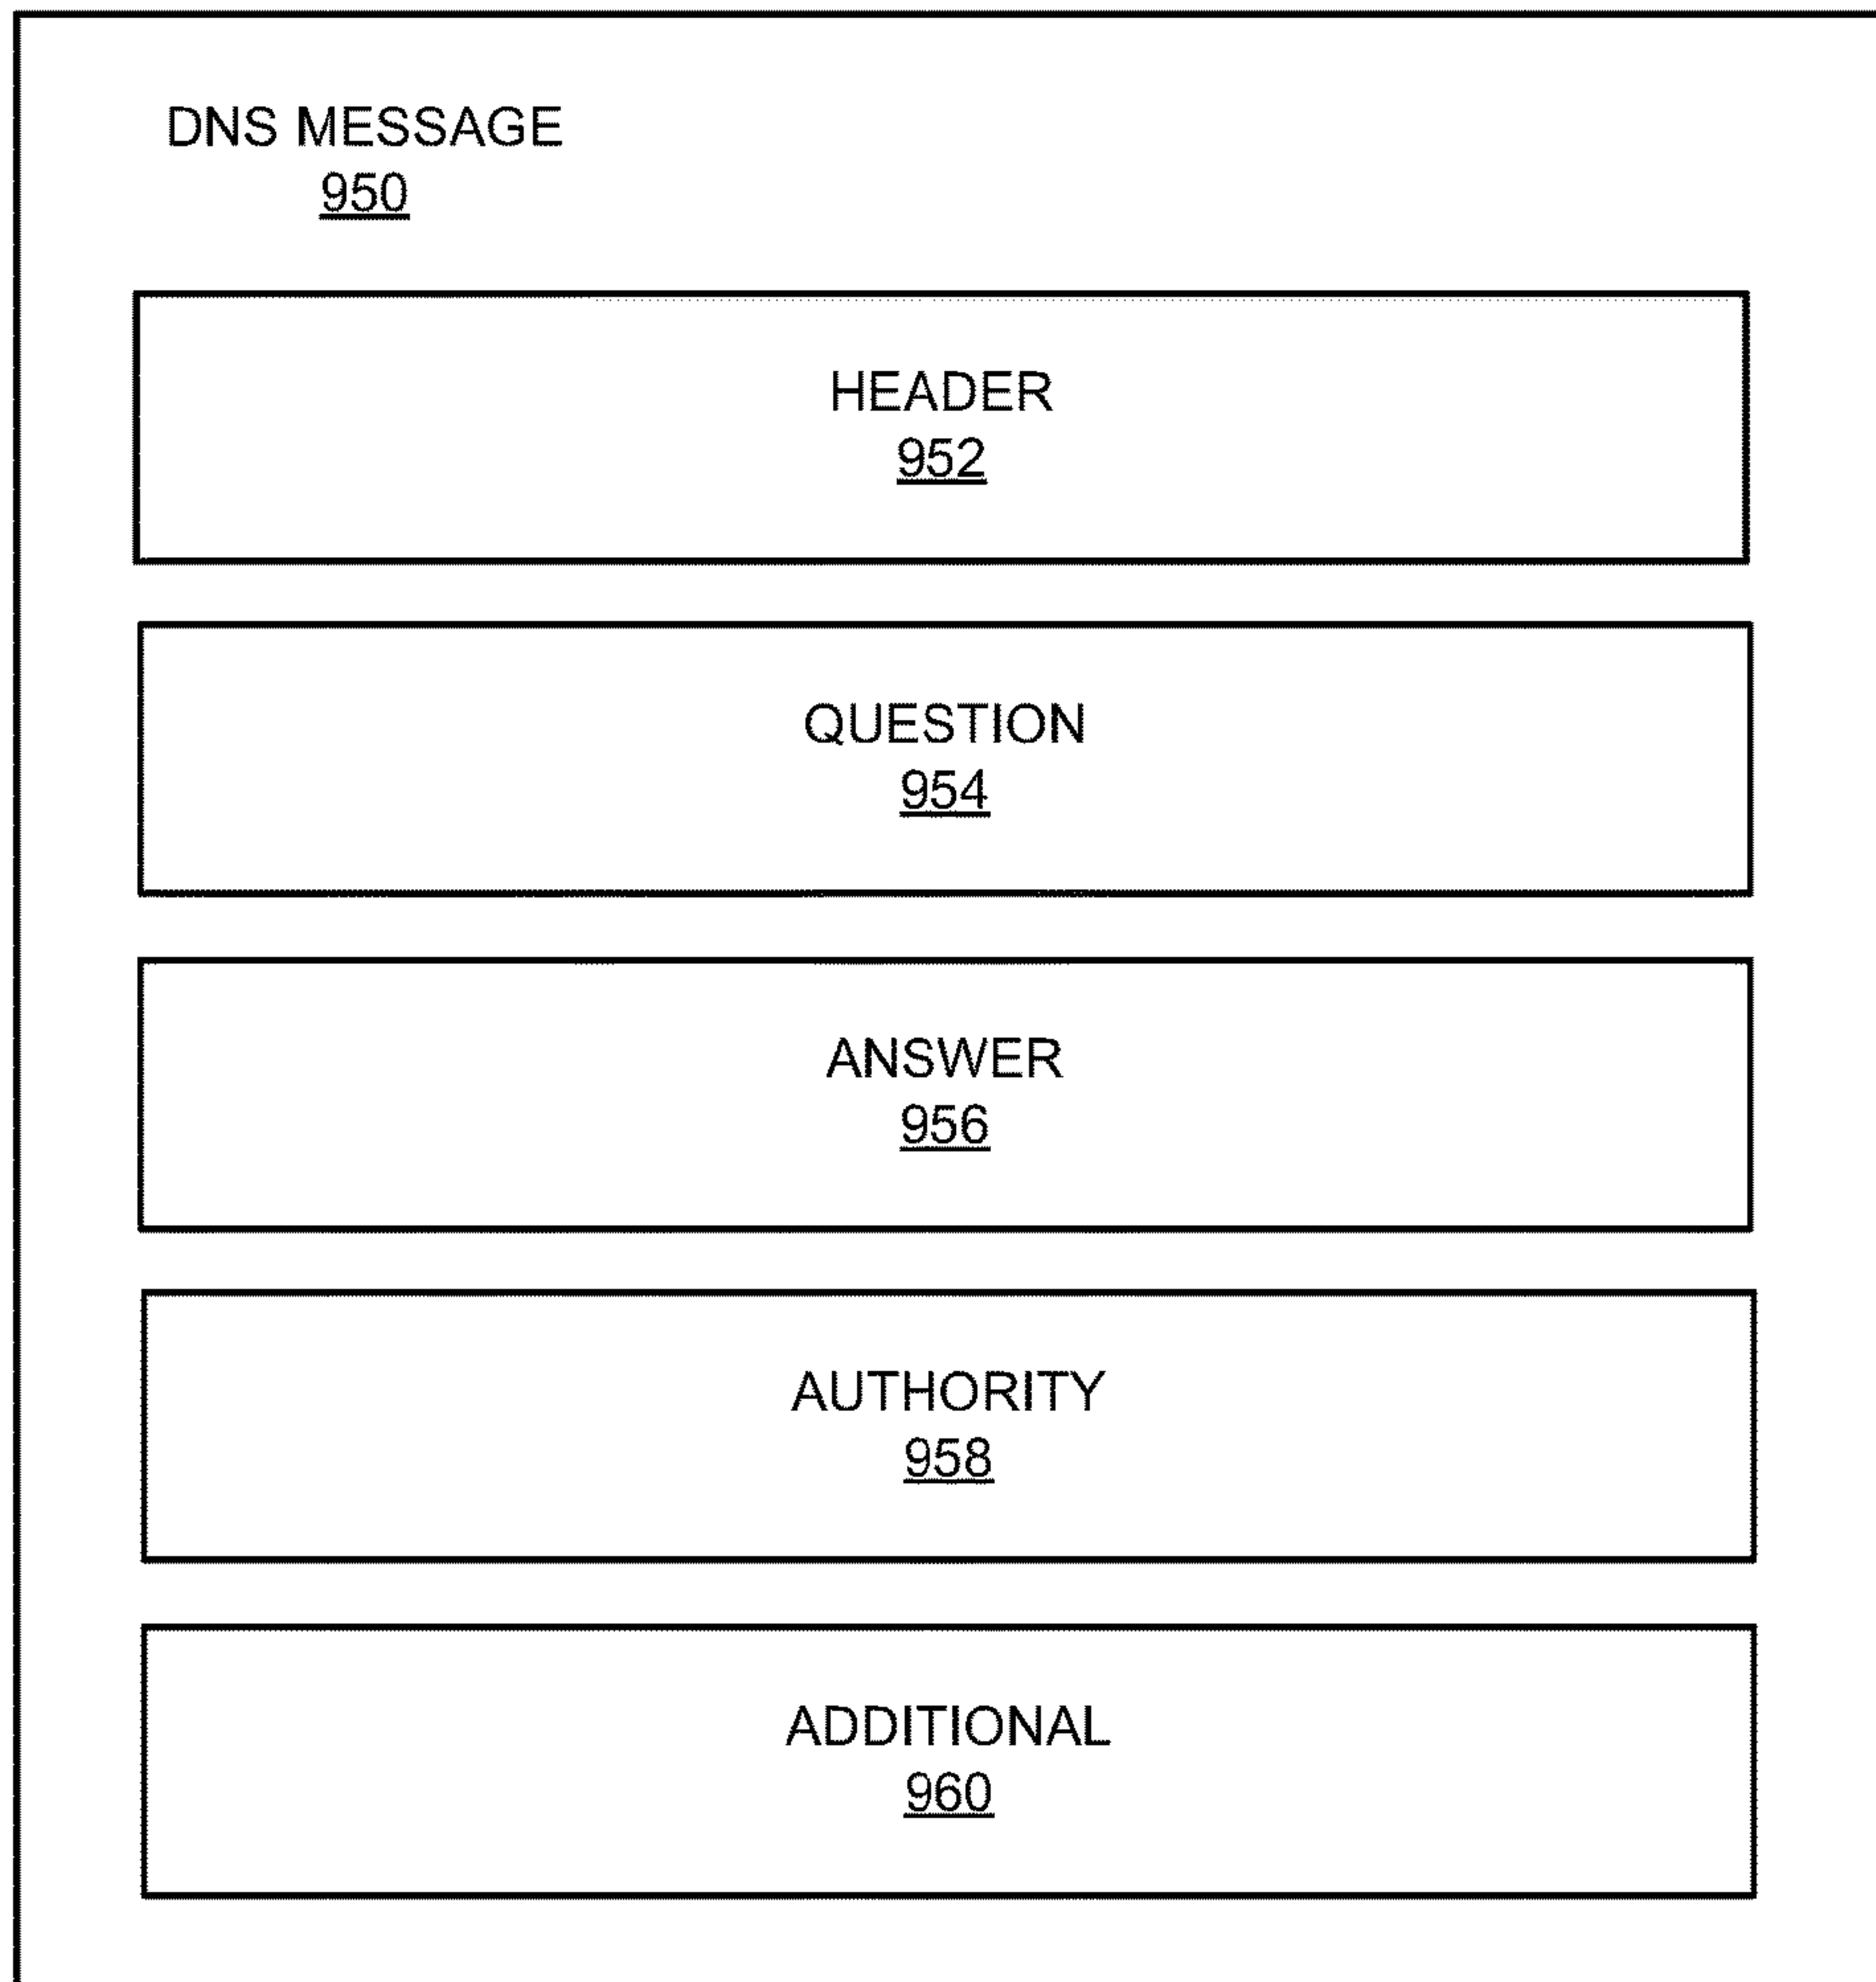 DNS MESSAGE
950
HEADER
952
QUESTION
954
ANSWER
956
AUTHORITY
958
ADDITIONAL
960